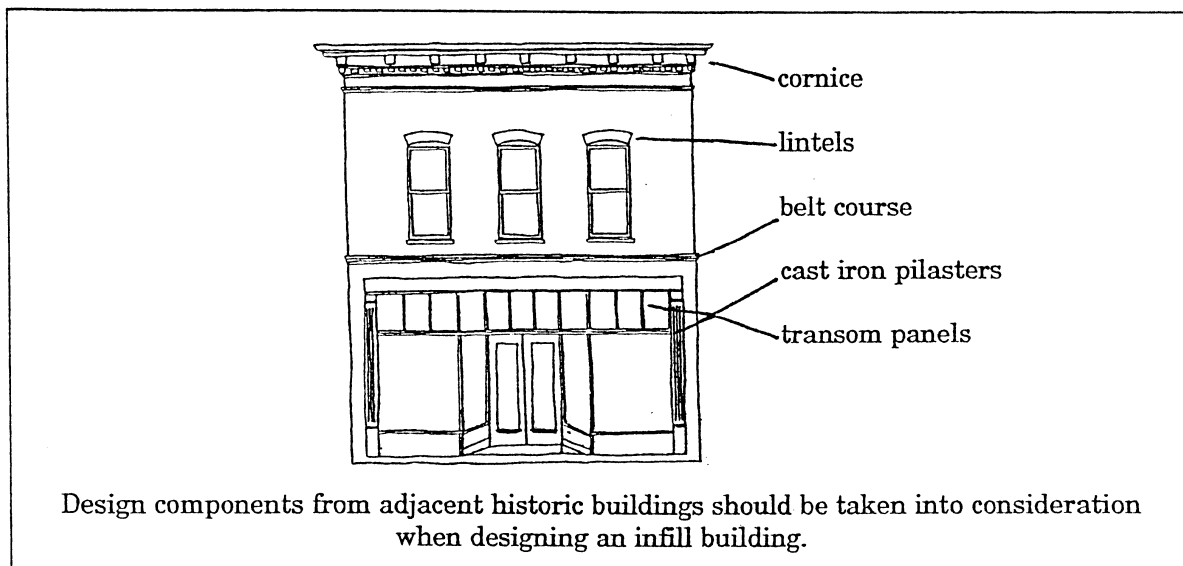 cornice
lintels
belt course
cast iron pilasters
transom panels
Design components from adjacent historic buildings should be taken into consideration
when designing an infill building.